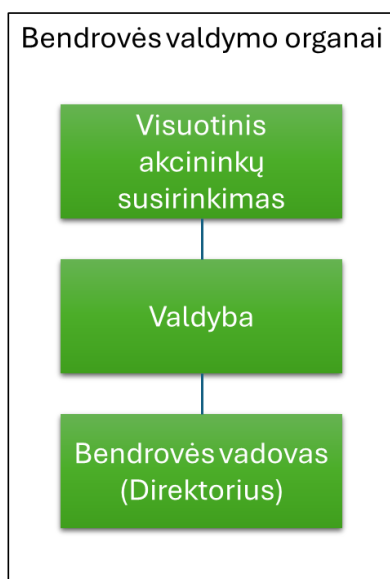 Bendrovės valdymo organai
Visuotinis
akcininkų
susirinkimas
Valdyba
Bendrovės vadovas
(Direktorius)